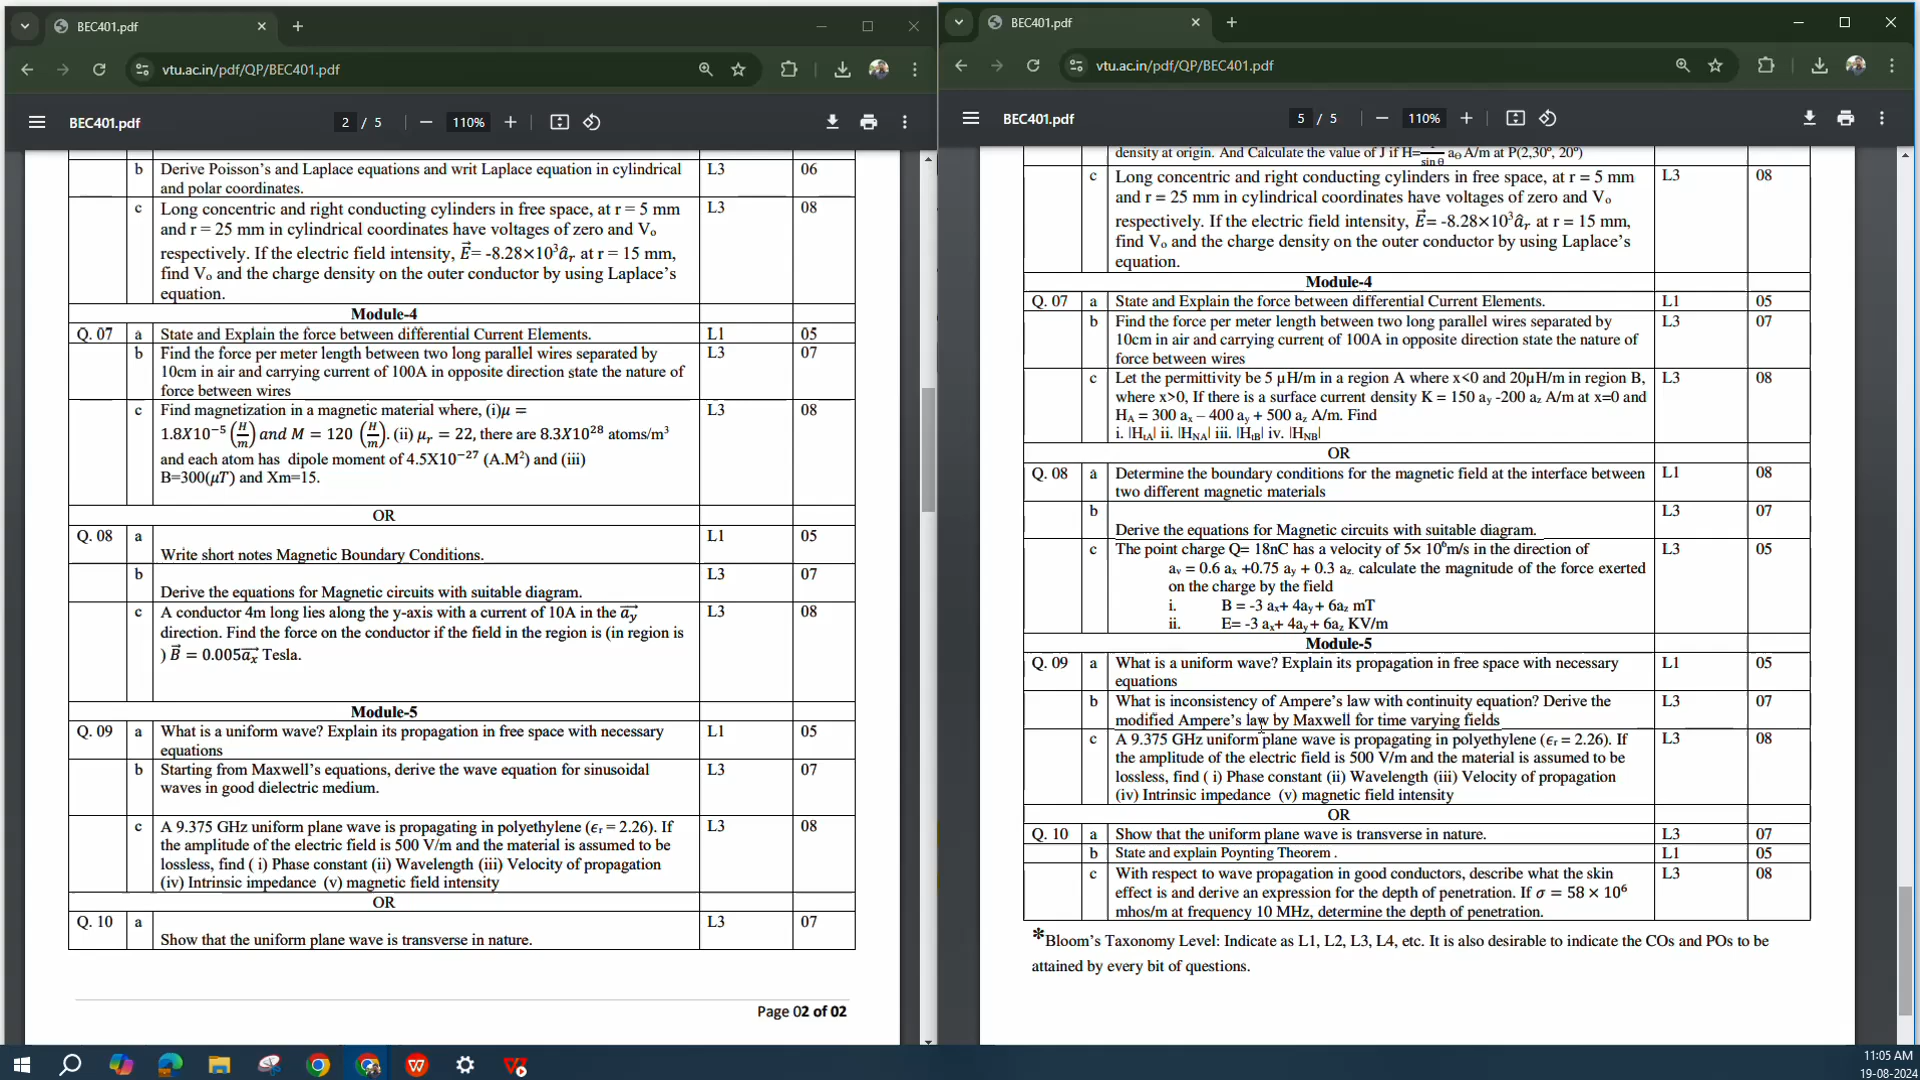 BEC401.pdf
vtu.ac.in/pdf/QP/BEC401.pdf
BEC401.pdf
2 / 5
110%
b Derive Poisson's and Laplace equations and writ Laplace equation in cylindrical L3 06
and polar coordinates.
c Long concentric and right conducting cylinders in free space, at r = 5 mm L3 08
and r = 25 mm in cylindrical coordinates have voltages of zero and Vₒ
respectively. If the electric field intensity, E⃗= -8.28×10³âᵣ at r = 15 mm,
find Vₒ and the charge density on the outer conductor by using Laplace's
equation.
Module-4
Q. 07 a State and Explain the force between differential Current Elements. L1 05
b Find the force per meter length between two long parallel wires separated by L3 07
10cm in air and carrying current of 100A in opposite direction state the nature of
force between wires
c Find magnetization in a magnetic material where, (i)μ = L3 08
1.8X10⁻⁵ (H/m) and M = 120 (H/m). (ii) μᵣ = 22, there are 8.3X10²⁸ atoms/m³
and each atom has dipole moment of 4.5X10⁻²⁷ (A.M²) and (iii)
B=300(μT) and Xm=15.
OR
Q. 08 a L1 05
Write short notes Magnetic Boundary Conditions.
b L3 07
Derive the equations for Magnetic circuits with suitable diagram.
c A conductor 4m long lies along the y-axis with a current of 10A in the a⃗y L3 08
direction. Find the force on the conductor if the field in the region is (in region is
) B⃗ = 0.005a⃗x Tesla.
Module-5
Q. 09 a What is a uniform wave? Explain its propagation in free space with necessary L1 05
equations
b Starting from Maxwell's equations, derive the wave equation for sinusoidal L3 07
waves in good dielectric medium.
c A 9.375 GHz uniform plane wave is propagating in polyethylene (ϵᵣ = 2.26). If L3 08
the amplitude of the electric field is 500 V/m and the material is assumed to be
lossless, find ( i) Phase constant (ii) Wavelength (iii) Velocity of propagation
(iv) Intrinsic impedance (v) magnetic field intensity
OR
Q. 10 a L3 07
Show that the uniform plane wave is transverse in nature.
Page 02 of 02
BEC401.pdf
vtu.ac.in/pdf/QP/BEC401.pdf
BEC401.pdf
5 / 5
110%
density at origin. And Calculate the value of J if H= /sin θ aΘ A/m at P(2,30º, 20º)
c Long concentric and right conducting cylinders in free space, at r = 5 mm L3 08
and r = 25 mm in cylindrical coordinates have voltages of zero and Vₒ
respectively. If the electric field intensity, E⃗= -8.28×10³âᵣ at r = 15 mm,
find Vₒ and the charge density on the outer conductor by using Laplace's
equation.
Module-4
Q. 07 a State and Explain the force between differential Current Elements. L1 05
b Find the force per meter length between two long parallel wires separated by L3 07
10cm in air and carrying current of 100A in opposite direction state the nature of
force between wires
c Let the permittivity be 5 μH/m in a region A where x<0 and 20μH/m in region B, L3 08
where x>0, If there is a surface current density K = 150 ay -200 az A/m at x=0 and
HA = 300 ax – 400 ay + 500 az A/m. Find
i. |HtA| ii. |HNA| iii. |HtB| iv. |HNB|
OR
Q. 08 a Determine the boundary conditions for the magnetic field at the interface between L1 08
two different magnetic materials
b L3 07
Derive the equations for Magnetic circuits with suitable diagram.
c The point charge Q= 18nC has a velocity of 5× 10⁶m/s in the direction of L3 05
av = 0.6 ax +0.75 ay + 0.3 az. calculate the magnitude of the force exerted
on the charge by the field
i. B = -3 ax+ 4ay+ 6az mT
ii. E= -3 ax+ 4ay+ 6az KV/m
Module-5
Q. 09 a What is a uniform wave? Explain its propagation in free space with necessary L1 05
equations
b What is inconsistency of Ampere's law with continuity equation? Derive the L3 07
modified Ampere's law by Maxwell for time varying fields
c A 9.375 GHz uniform plane wave is propagating in polyethylene (ϵᵣ = 2.26). If L3 08
the amplitude of the electric field is 500 V/m and the material is assumed to be
lossless, find ( i) Phase constant (ii) Wavelength (iii) Velocity of propagation
(iv) Intrinsic impedance (v) magnetic field intensity
OR
Q. 10 a Show that the uniform plane wave is transverse in nature. L3 07
b State and explain Poynting Theorem . L1 05
c With respect to wave propagation in good conductors, describe what the skin L3 08
effect is and derive an expression for the depth of penetration. If σ = 58 × 10⁶
mhos/m at frequency 10 MHz, determine the depth of penetration.
*Bloom's Taxonomy Level: Indicate as L1, L2, L3, L4, etc. It is also desirable to indicate the COs and POs to be
attained by every bit of questions.
11:05 AM
19-08-2024